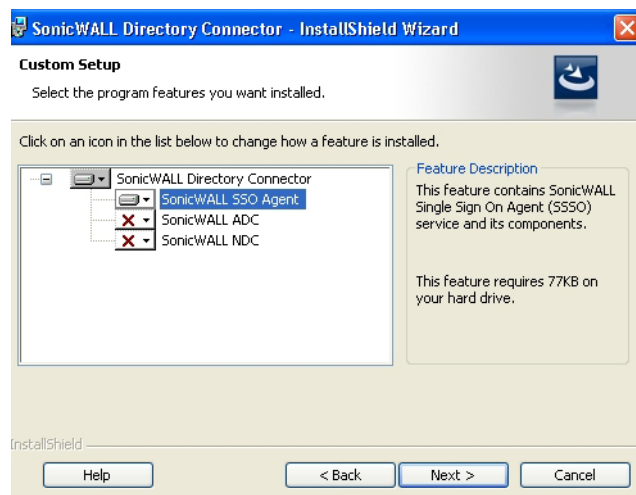 SonicWALL Directory Connector - InstallShield Wizard
Custom Setup
Select the program features you want installed.
Click on an icon in the list below to change how a feature is installed.
SonicWALL Directory Connector
SonicWALL SSO Agent
SonicWALL ADC
SonicWALL NDC
Feature Description
This feature contains SonicWALL
Single Sign On Agent (SSSO)
service and its components.
This feature requires 77KB on
your hard drive.
InstallShield
Help
< Back
Next >
Cancel